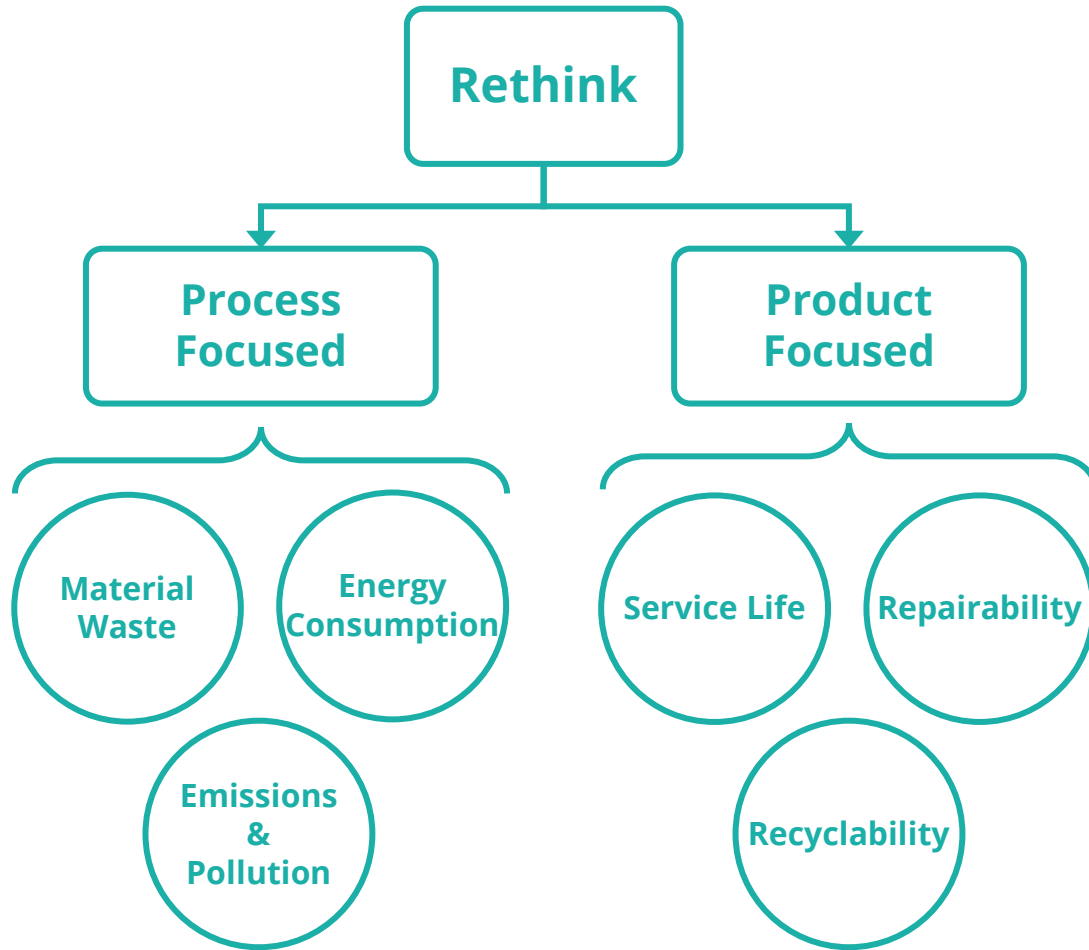 Rethink
Process
Focused
Product
Focused
Material
Waste
Energy
Consumption
Emissions
&
Pollution
Service Life
Repairability
Recyclability